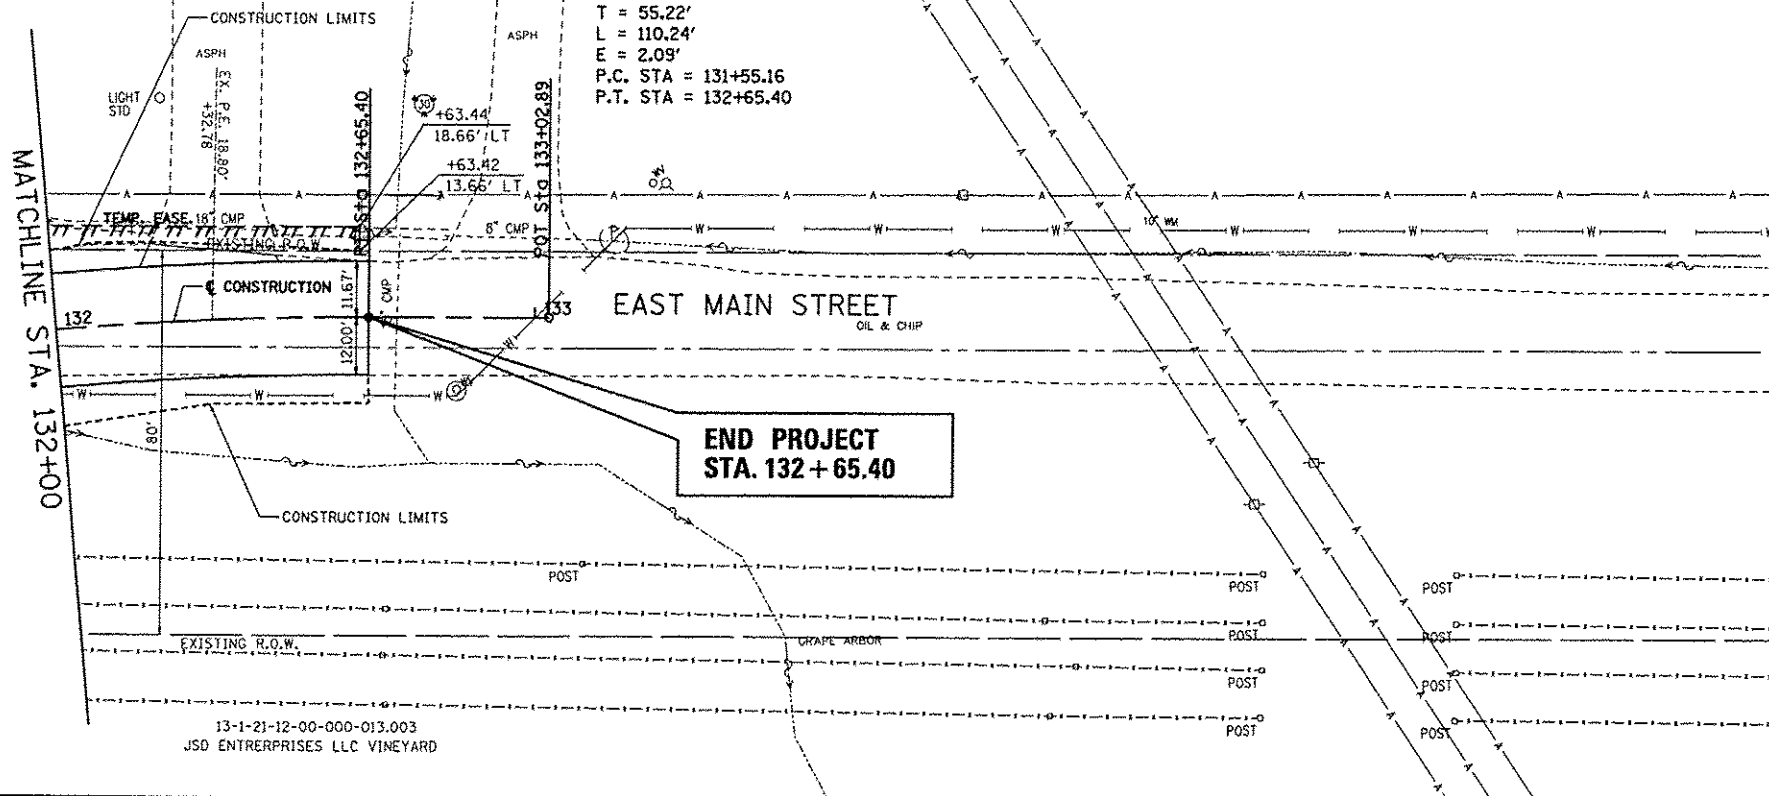 CONSTRUCTION LIMITS
ASPH
ASPH
T = 55.22'
L = 110.24'
E = 2.09'
P.C. STA = 131+55.16
P.T. STA = 132+65.40
LIGHT
STD
EX. P.E. 18.80'
+32.78
PT Sta 132+65.40
30
+63.44
18.66' LT
+63.42
13.66' LT
POT Sta 133+02.89
MATCHLINE STA. 132+00
A A A A A A A A A A A A A
TEMP. EASE.
18" CMP
8" CMP
P
W W W W W W
10" WM
EXISTING R.O.W.
℄ CONSTRUCTION
11.67'
CMP
132
133
EAST MAIN STREET
OIL & CHIP
12.00'
W
W W W
80'
END PROJECT
STA. 132+65.40
CONSTRUCTION LIMITS
POST POST POST
POST POST
EXISTING R.O.W.
GRAPE ARBOR
POST POST
POST POST
13-1-21-12-00-000-013.003
JSD ENTRERPRISES LLC VINEYARD